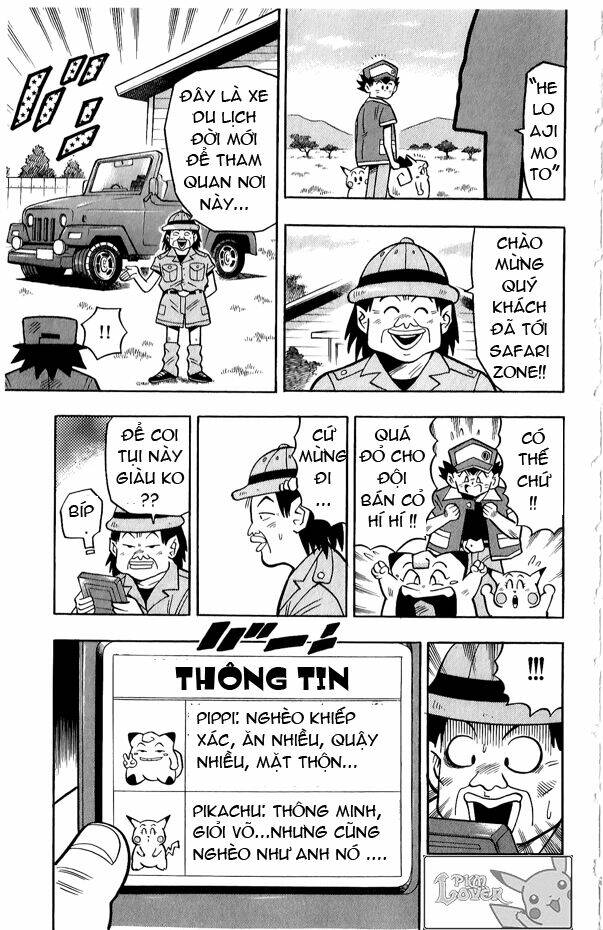 "HE
LO
AJI
MO
TO"
ĐÂY LÀ XE
DU LỊCH
ĐỜI MỚI
ĐỂ THAM
QUAN NƠI
NÀY...
!!
CHÀO
MỪNG
QUÝ
KHÁCH
ĐÃ TỚI
SAFARI
ZONE!!
CÓ
THẾ
CHỨ
!!
QUÁ
ĐỎ CHO
ĐỘI
BẤN CỎ
HÍ HÍ !!
CỨ
MỪNG
ĐI ...
ĐỂ COI
TỤI NÀY
GIÀU KO
??
BÍP
!!!
THÔNG TIN
PIPPI: NGHÈO KHIẾP
XÁC, ĂN NHIỀU, QUẬY
NHIỀU, MẶT THỘN...
PIKACHU: THÔNG MINH,
GIỎI VÕ...NHƯNG CŨNG
NGHÈO NHƯ ANH NÓ ....
PKM
LOVER